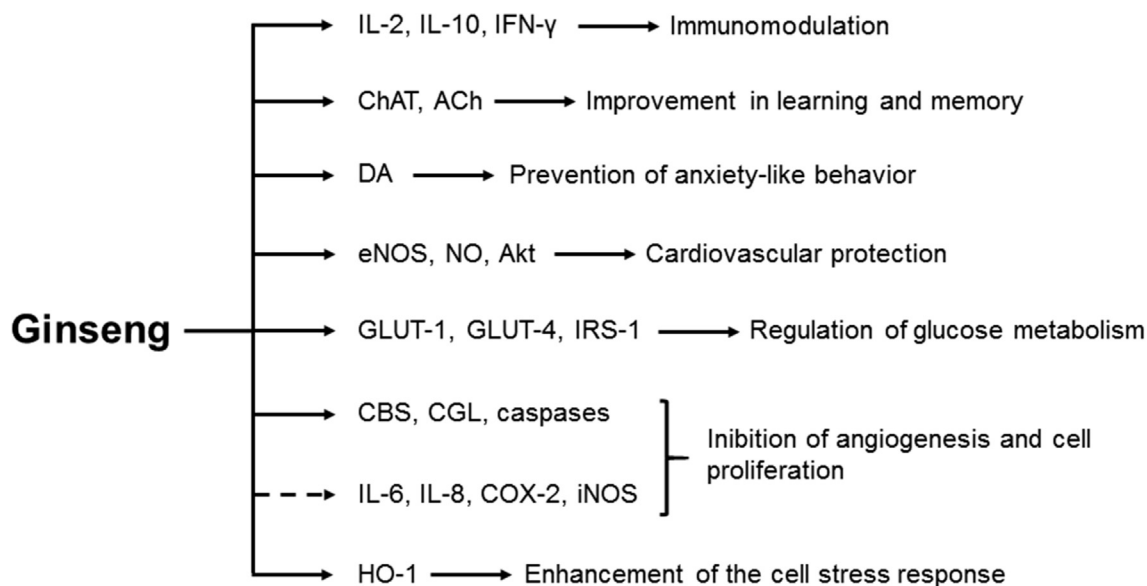 IL-2, IL-10, IFN-γ Immunomodulation
ChAT, ACh Improvement in learning and memory
DA Prevention of anxiety-like behavior
eNOS, NO, Akt Cardiovascular protection
Ginseng GLUT-1, GLUT-4, IRS-1 Regulation of glucose metabolism
CBS, CGL, caspases
Inibition of angiogenesis and cell
proliferation
IL-6, IL-8, COX-2, iNOS
HO-1 Enhancement of the cell stress response